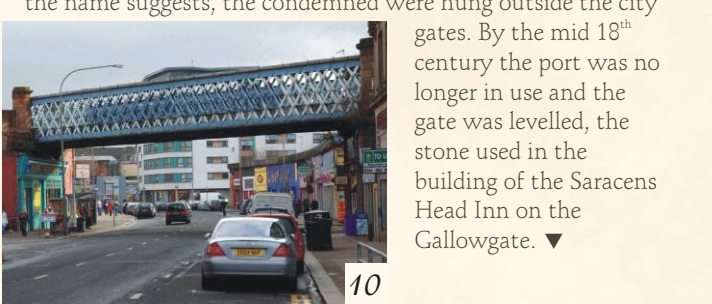 the name suggests, the condemned were hung outside the city
gates. By the mid 18th
century the port was no
longer in use and the
gate was levelled, the
stone used in the
building of the Saracens
Head Inn on the
Gallowgate. ▼
10